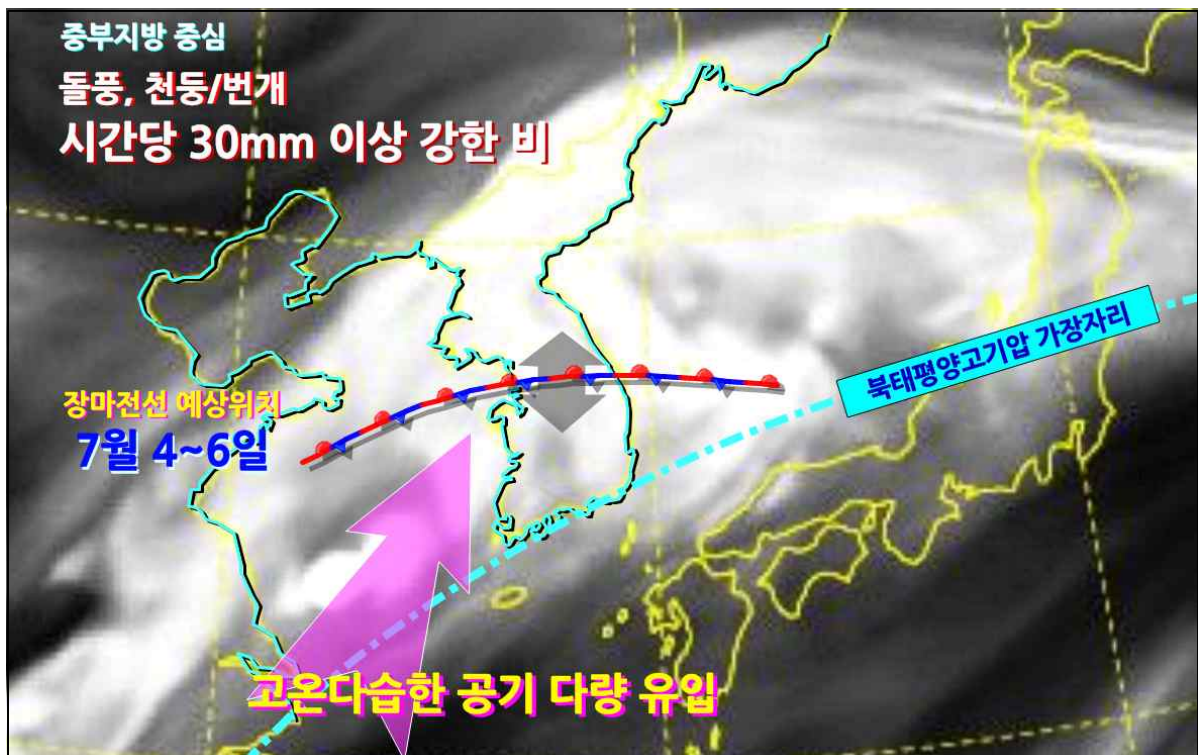 중부지방 중심
돌풍, 천둥/번개
시간당 30mm 이상 강한 비
북태평양고기압 가장자리
장마전선 예상위치
7월 4~6일
고온다습한 공기 다량 유입